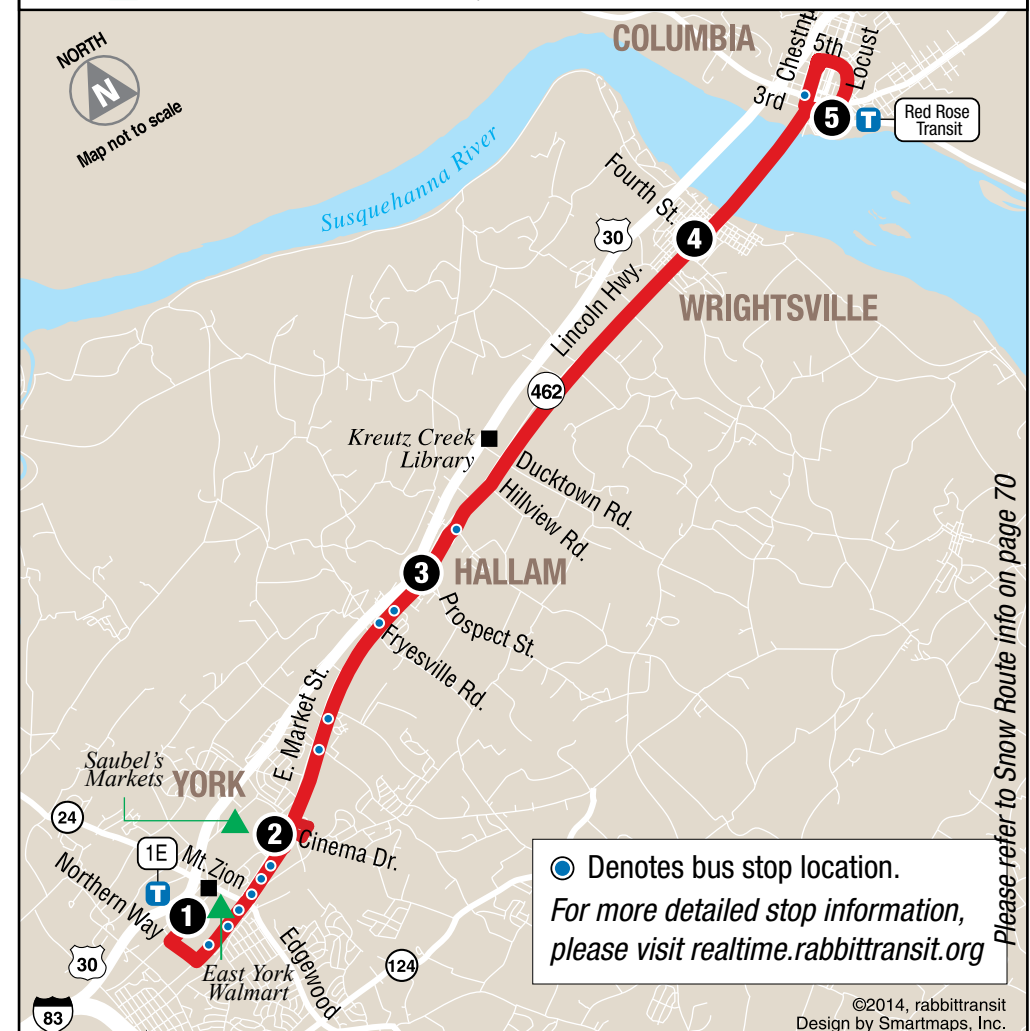 COLUMBIA
Chestnut
5th
Locust
NORTH
N
Map not to scale
3rd
5
T
Red Rose
Transit
Susquehanna River
Fourth St.
30
4
WRIGHTSVILLE
Lincoln Hwy.
462
Kreutz Creek
Library
Ducktown Rd.
Hillview Rd.
3
HALLAM
Prospect St.
Fryesville Rd.
E. Market St.
Saubel's
Markets
YORK
24
2
Cinema Dr.
1E
Mt. Zion
T
Northern Way
1
Edgewood
East York
Walmart
30
124
83
Denotes bus stop location.
For more detailed stop information,
please visit realtime.rabbittransit.org
Please refer to Snow Route info on page 70
©2014, rabbittransit
Design by Smartmaps, Inc.